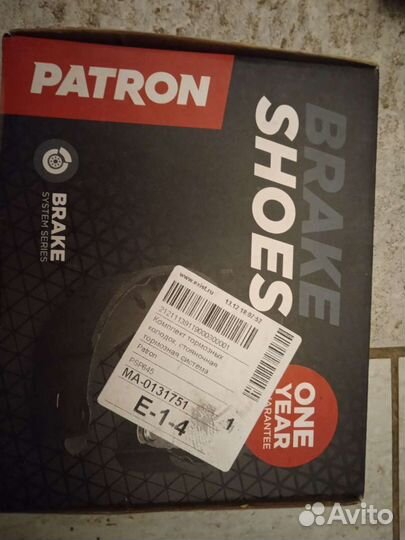 PATRON
BRAKE
SHOES
BRAKE
SYSTEM SERIES
www.exist.ru
13.12 18:07:57
Комплект тормозных
колодок, стояночная
тормозная система
Patron
PSP645
MA-0131751
E-1-4
1
ONE
YEAR
GUARANTEE
Avito